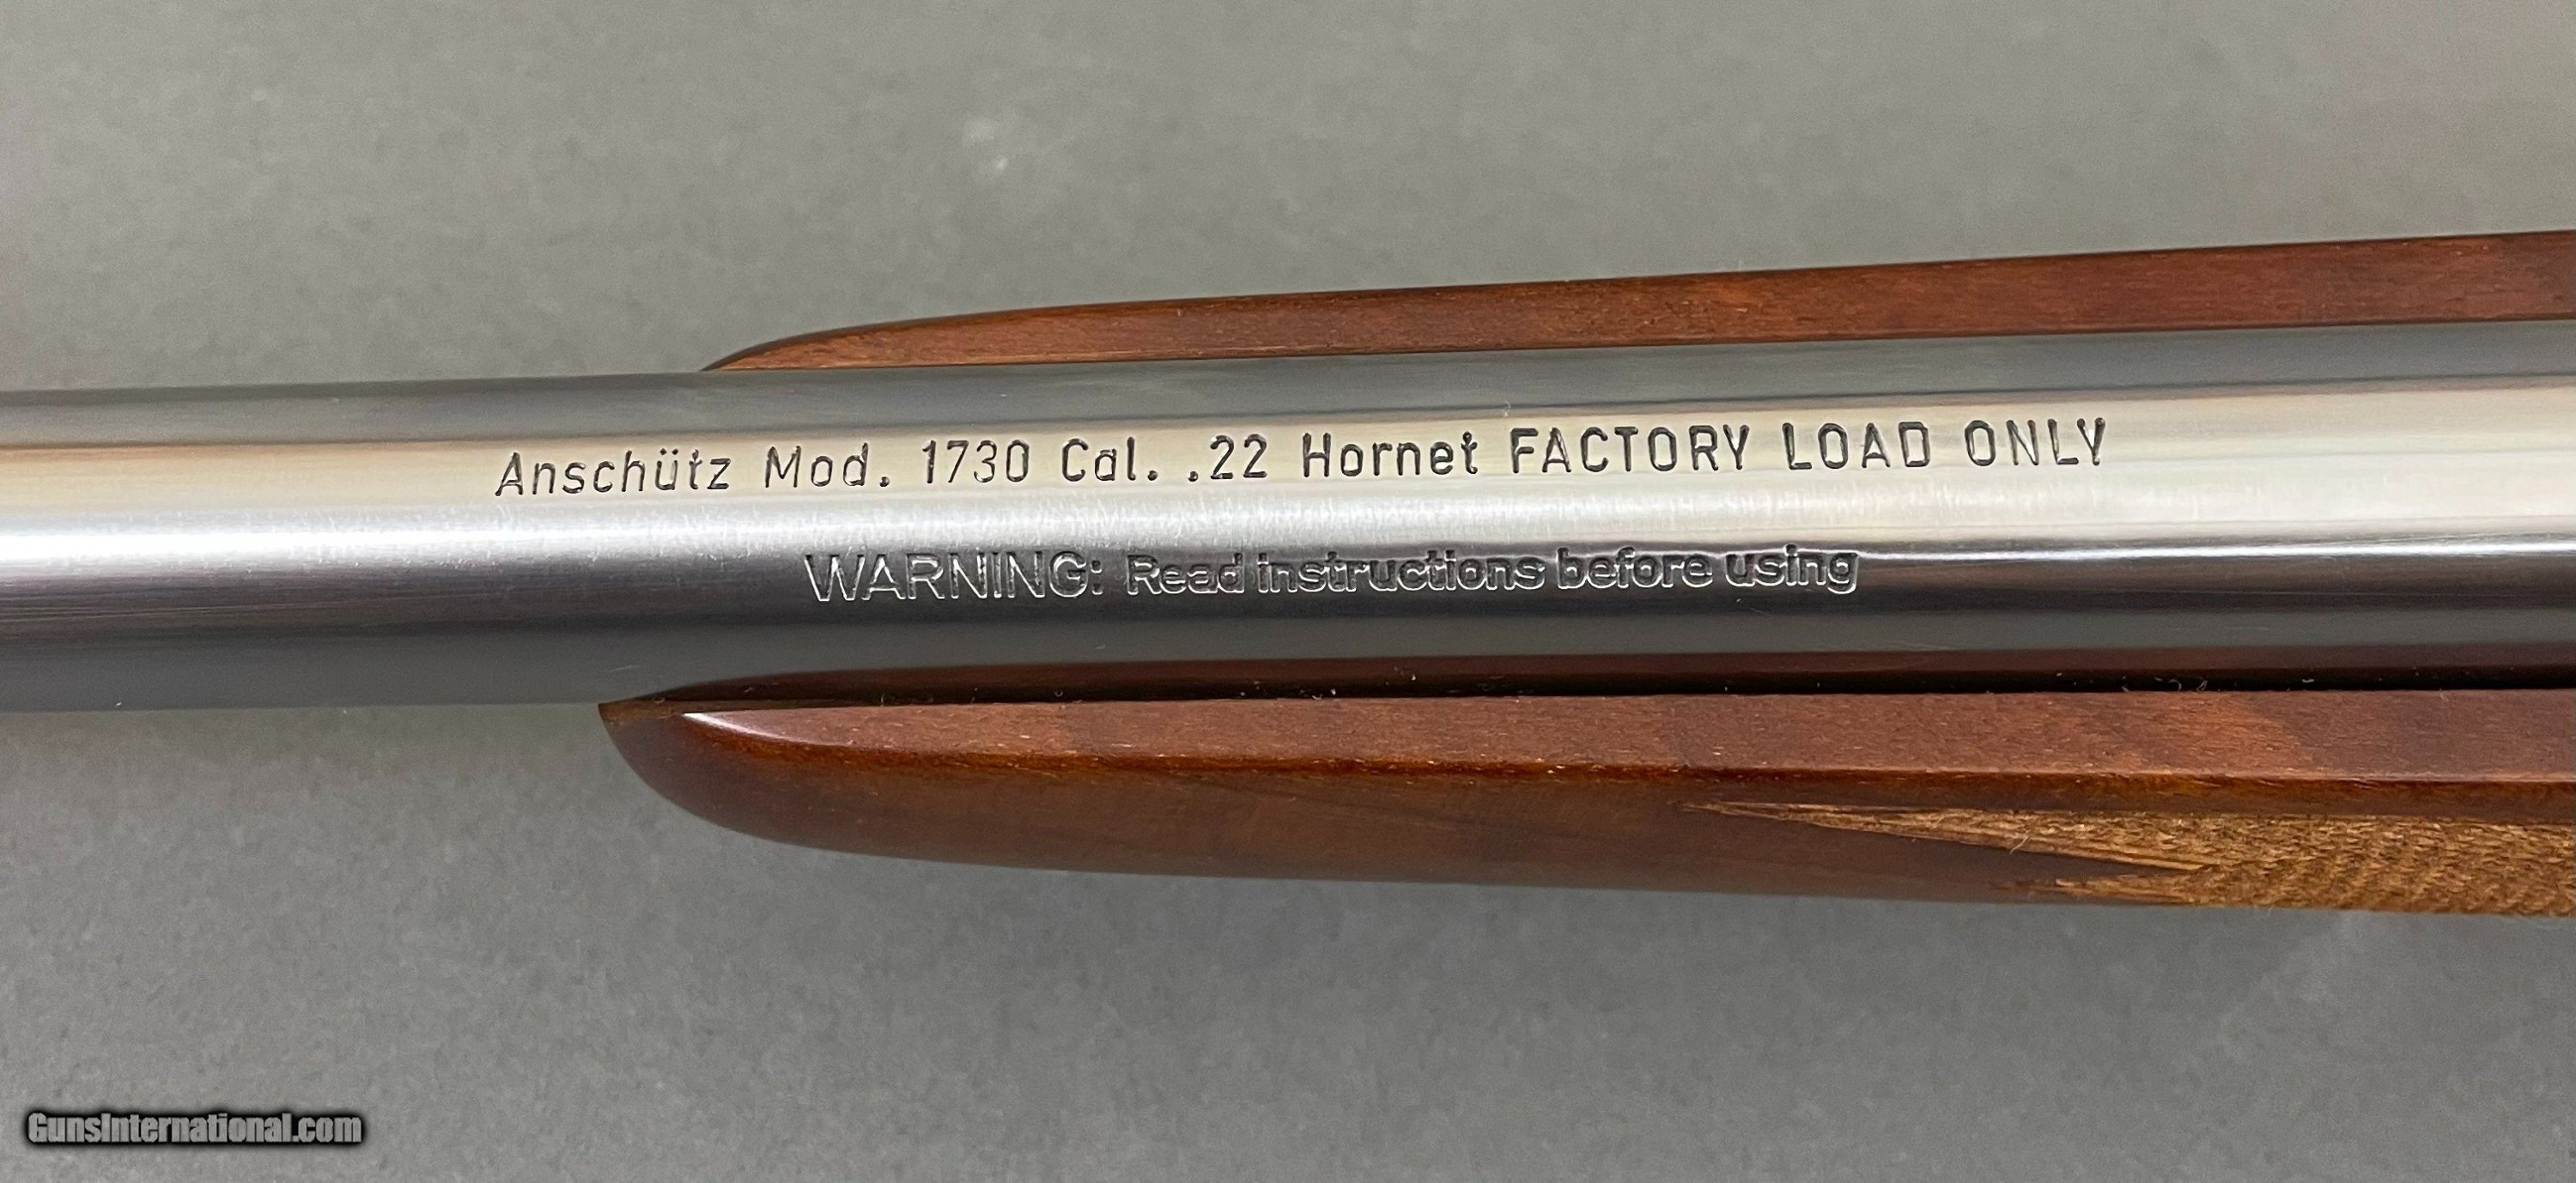 Anschütz Mod. 1730 Cal. .22 Hornet FACTORY LOAD ONLY
WARNING: Read instructions before using
GunsInternational.com